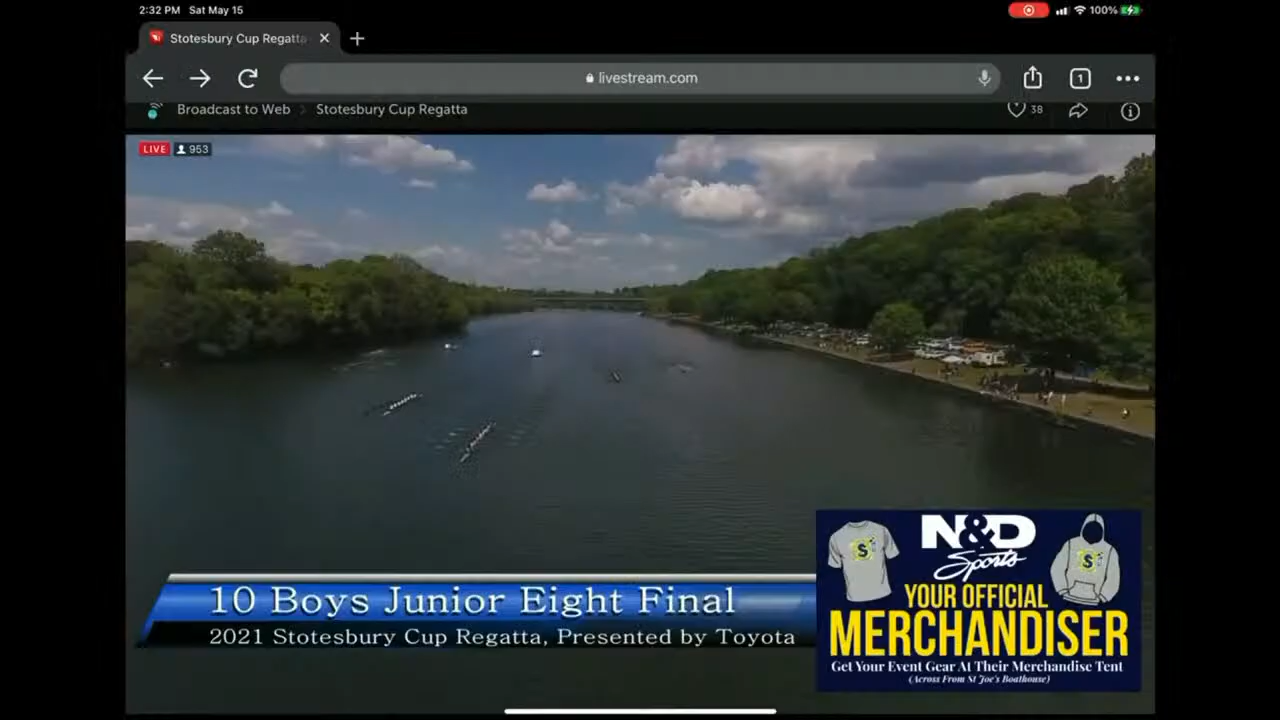 2:32 PM Sat May 15
100%
Stotesbury Cup Regatta
livestream.com
1
Broadcast to Web > Stotesbury Cup Regatta
38
LIVE 953
N&D
Sports
YOUR OFFICIAL
MERCHANDISER
Get Your Event Gear At Their Merchandise Tent
(Across From St Joe's Boathouse)
S
S
10 Boys Junior Eight Final
2021 Stotesbury Cup Regatta, Presented by Toyota